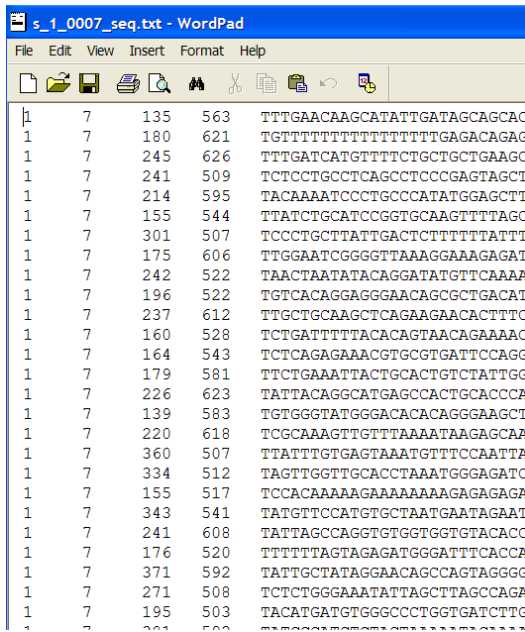 s_1_0007_seq.txt - WordPad
File Edit View Insert Format Help
1 7 135 563 TTTGAACAAGCATATTGATAGCAGCAC
1 7 180 621 TGTTTTTTTTTTTTTTTTGAGACAGAG
1 7 245 626 TTTGATCATGTTTTTCTGCTGCTGAAGC
1 7 241 509 TCTCCTGCCTCAGCCTCCCGAGTAGCT
1 7 214 595 TACAAAATCCCTGCCCATATGGAGCTT
1 7 155 544 TTATCTGCATCCGGTGCAAGTTTTAGC
1 7 301 507 TCCCTGCTTATTGACTCTTTTTTATTT
1 7 175 606 TTGGAATCGGGGTTAAAGGAAAGAGAT
1 7 242 522 TAACTAATATACAGGATATGTTCAAAA
1 7 196 522 TGTCACAGGAGGGAACAGCGCTGACAT
1 7 237 612 TTGCTGCAAGCTCAGAAGAACACTTTC
1 7 160 528 TCTGATTTTTACACAGTAACAGAAAAC
1 7 164 543 TCTCAGAGAAACGTGCGTGATTCCAGG
1 7 179 581 TTCTGAAATTACTGCACTGTCTATTGG
1 7 226 623 TATTACAGGCATGAGCCACTGCACCCA
1 7 139 583 TGTGGGTATGGGACACACAGGGAAGCT
1 7 220 618 TCGCAAAGTTGTTTAAAATAAGAGCAA
1 7 360 507 TTATTTGTGAGTAAATGTTTCCAATTA
1 7 334 512 TAGTTGGTTGCACCTAAATGGGAGATC
1 7 155 517 TCCACAAAAAGAAAAAAAAGAGAGAGA
1 7 343 541 TATGTTCCATGTGCTAATGAATAGAAT
1 7 241 608 TATTAGCCAGGTGTGGTGGTGTACACC
1 7 176 520 TTTTTTAGTAGAGATGGGATTTCACCA
1 7 371 592 TATTGCTATAGGAACAGCCAGTAGGGG
1 7 271 508 TCTCTGGGAAATATTAGCTTAGCCAGA
1 7 195 503 TACATGATGTGGGCCCTGGTGATCTTG